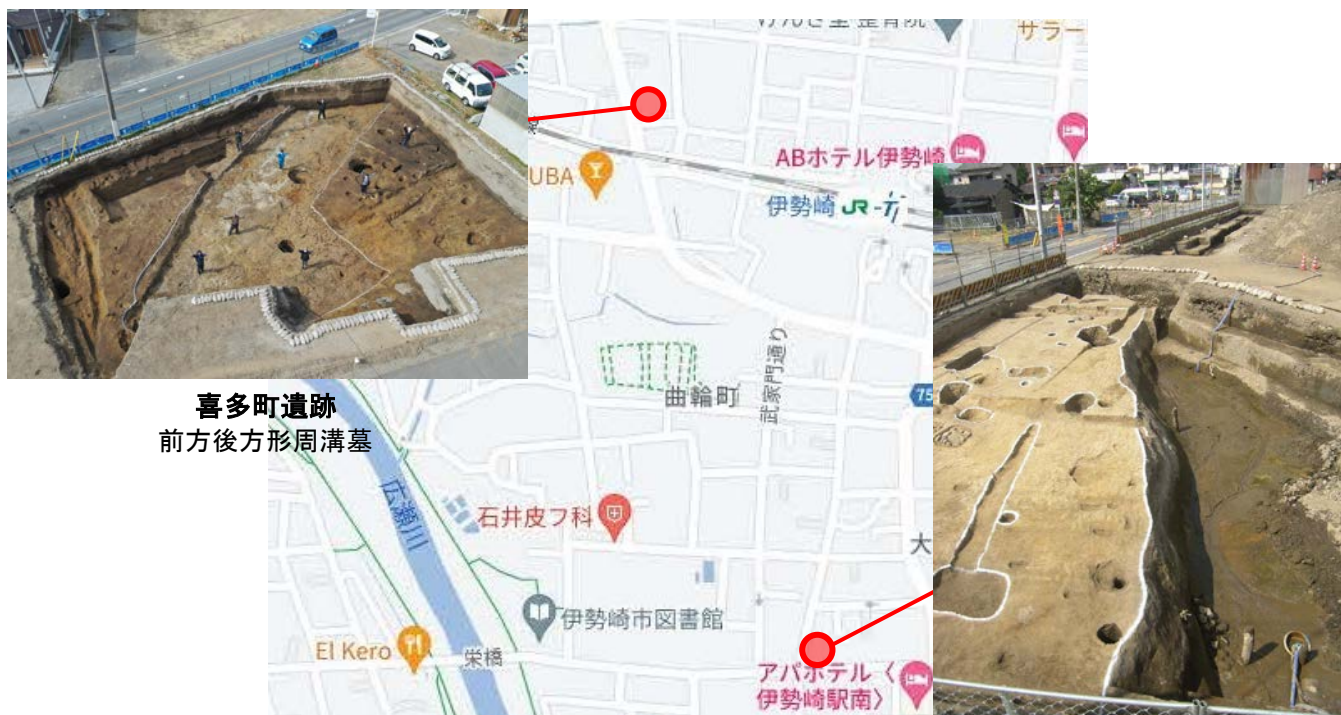 サラー
UBA
ABホテル伊勢崎
伊勢崎 JR
曲輪町
武家門通り
75
喜多町遺跡
前方後方形周溝墓
広瀬川
石井皮フ科
大
伊勢崎市図書館
El Kero
栄橋
アパホテル〈
伊勢崎駅南〉